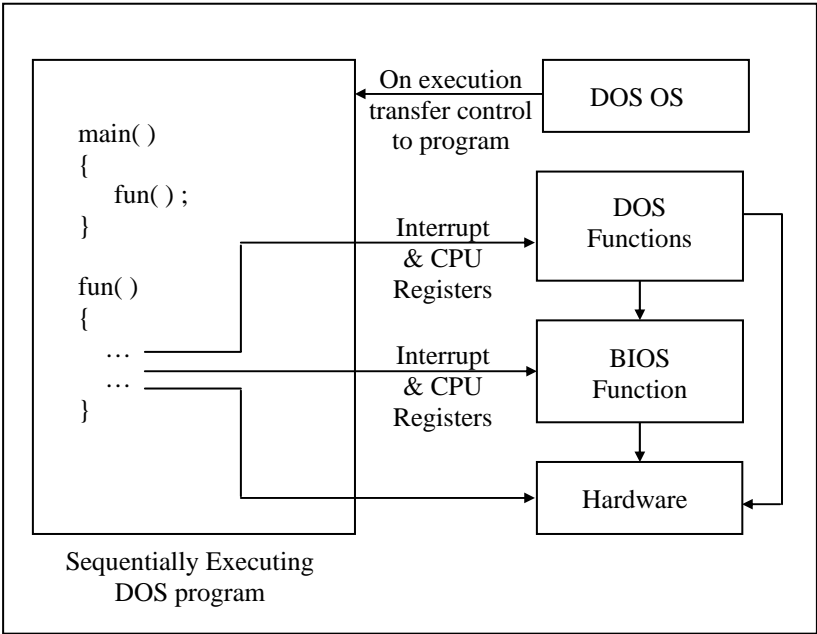 On execution
transfer control
to program
DOS OS
main( )
{
fun( ) ;
}
DOS
Functions
Interrupt
& CPU
Registers
fun( )
{
…
…
}
Interrupt
& CPU
Registers
BIOS
Function
Hardware
Sequentially Executing
DOS program